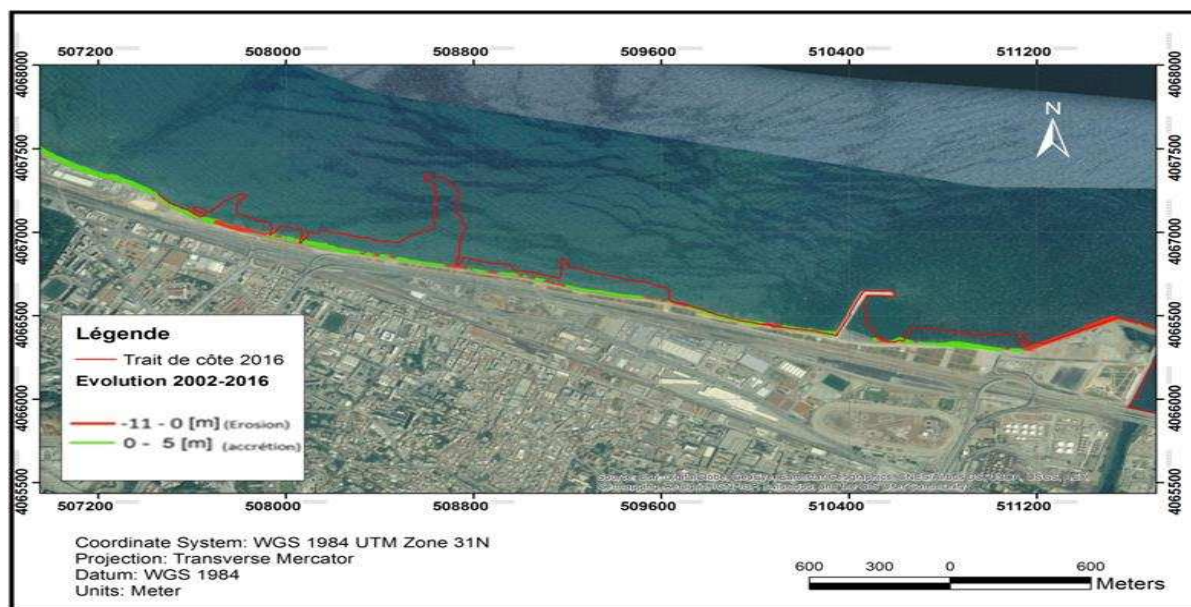 507200 508000 508800 509600 510400 511200
4068000 4068000
N
4067500 4067500
4067000 4067000
4066500 4066500
Légende
Trait de côte 2016
Evolution 2002-2016
-11 - 0 [m] (Erosion)
0 - 5 [m] (accrétion)
4066000 4066000
4065500 4065500
507200 508000 508800 509600 510400 511200
Coordinate System: WGS 1984 UTM Zone 31N
Projection: Transverse Mercator
Datum: WGS 1984
Units: Meter
600 300 0 600
Meters